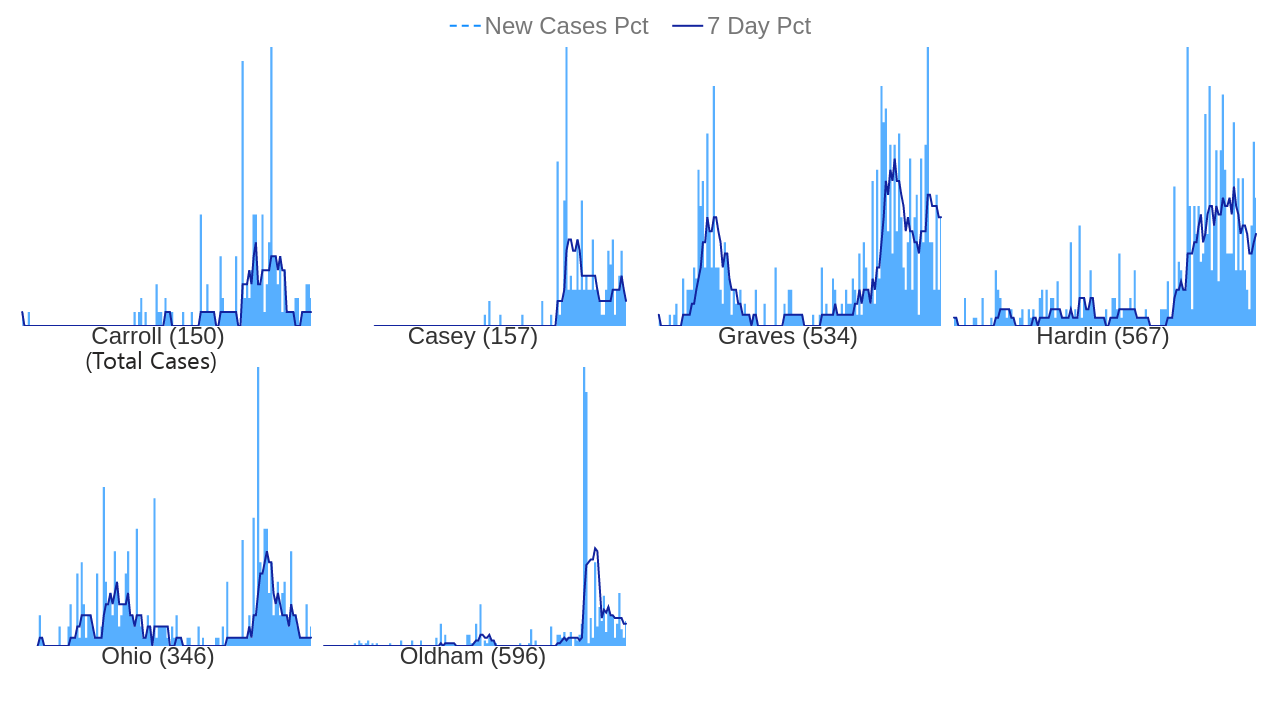 New Cases Pct 7 Day Pct
Carroll (150)
(Total Cases)
Casey (157)
Graves (534)
Hardin (567)
Ohio (346)
Oldham (596)